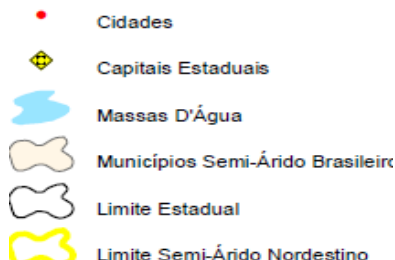 Cidades
Capitais Estaduais
Massas D'Água
Municípios Semi-Árido Brasileiro
Limite Estadual
Limite Semi-Árido Nordestino